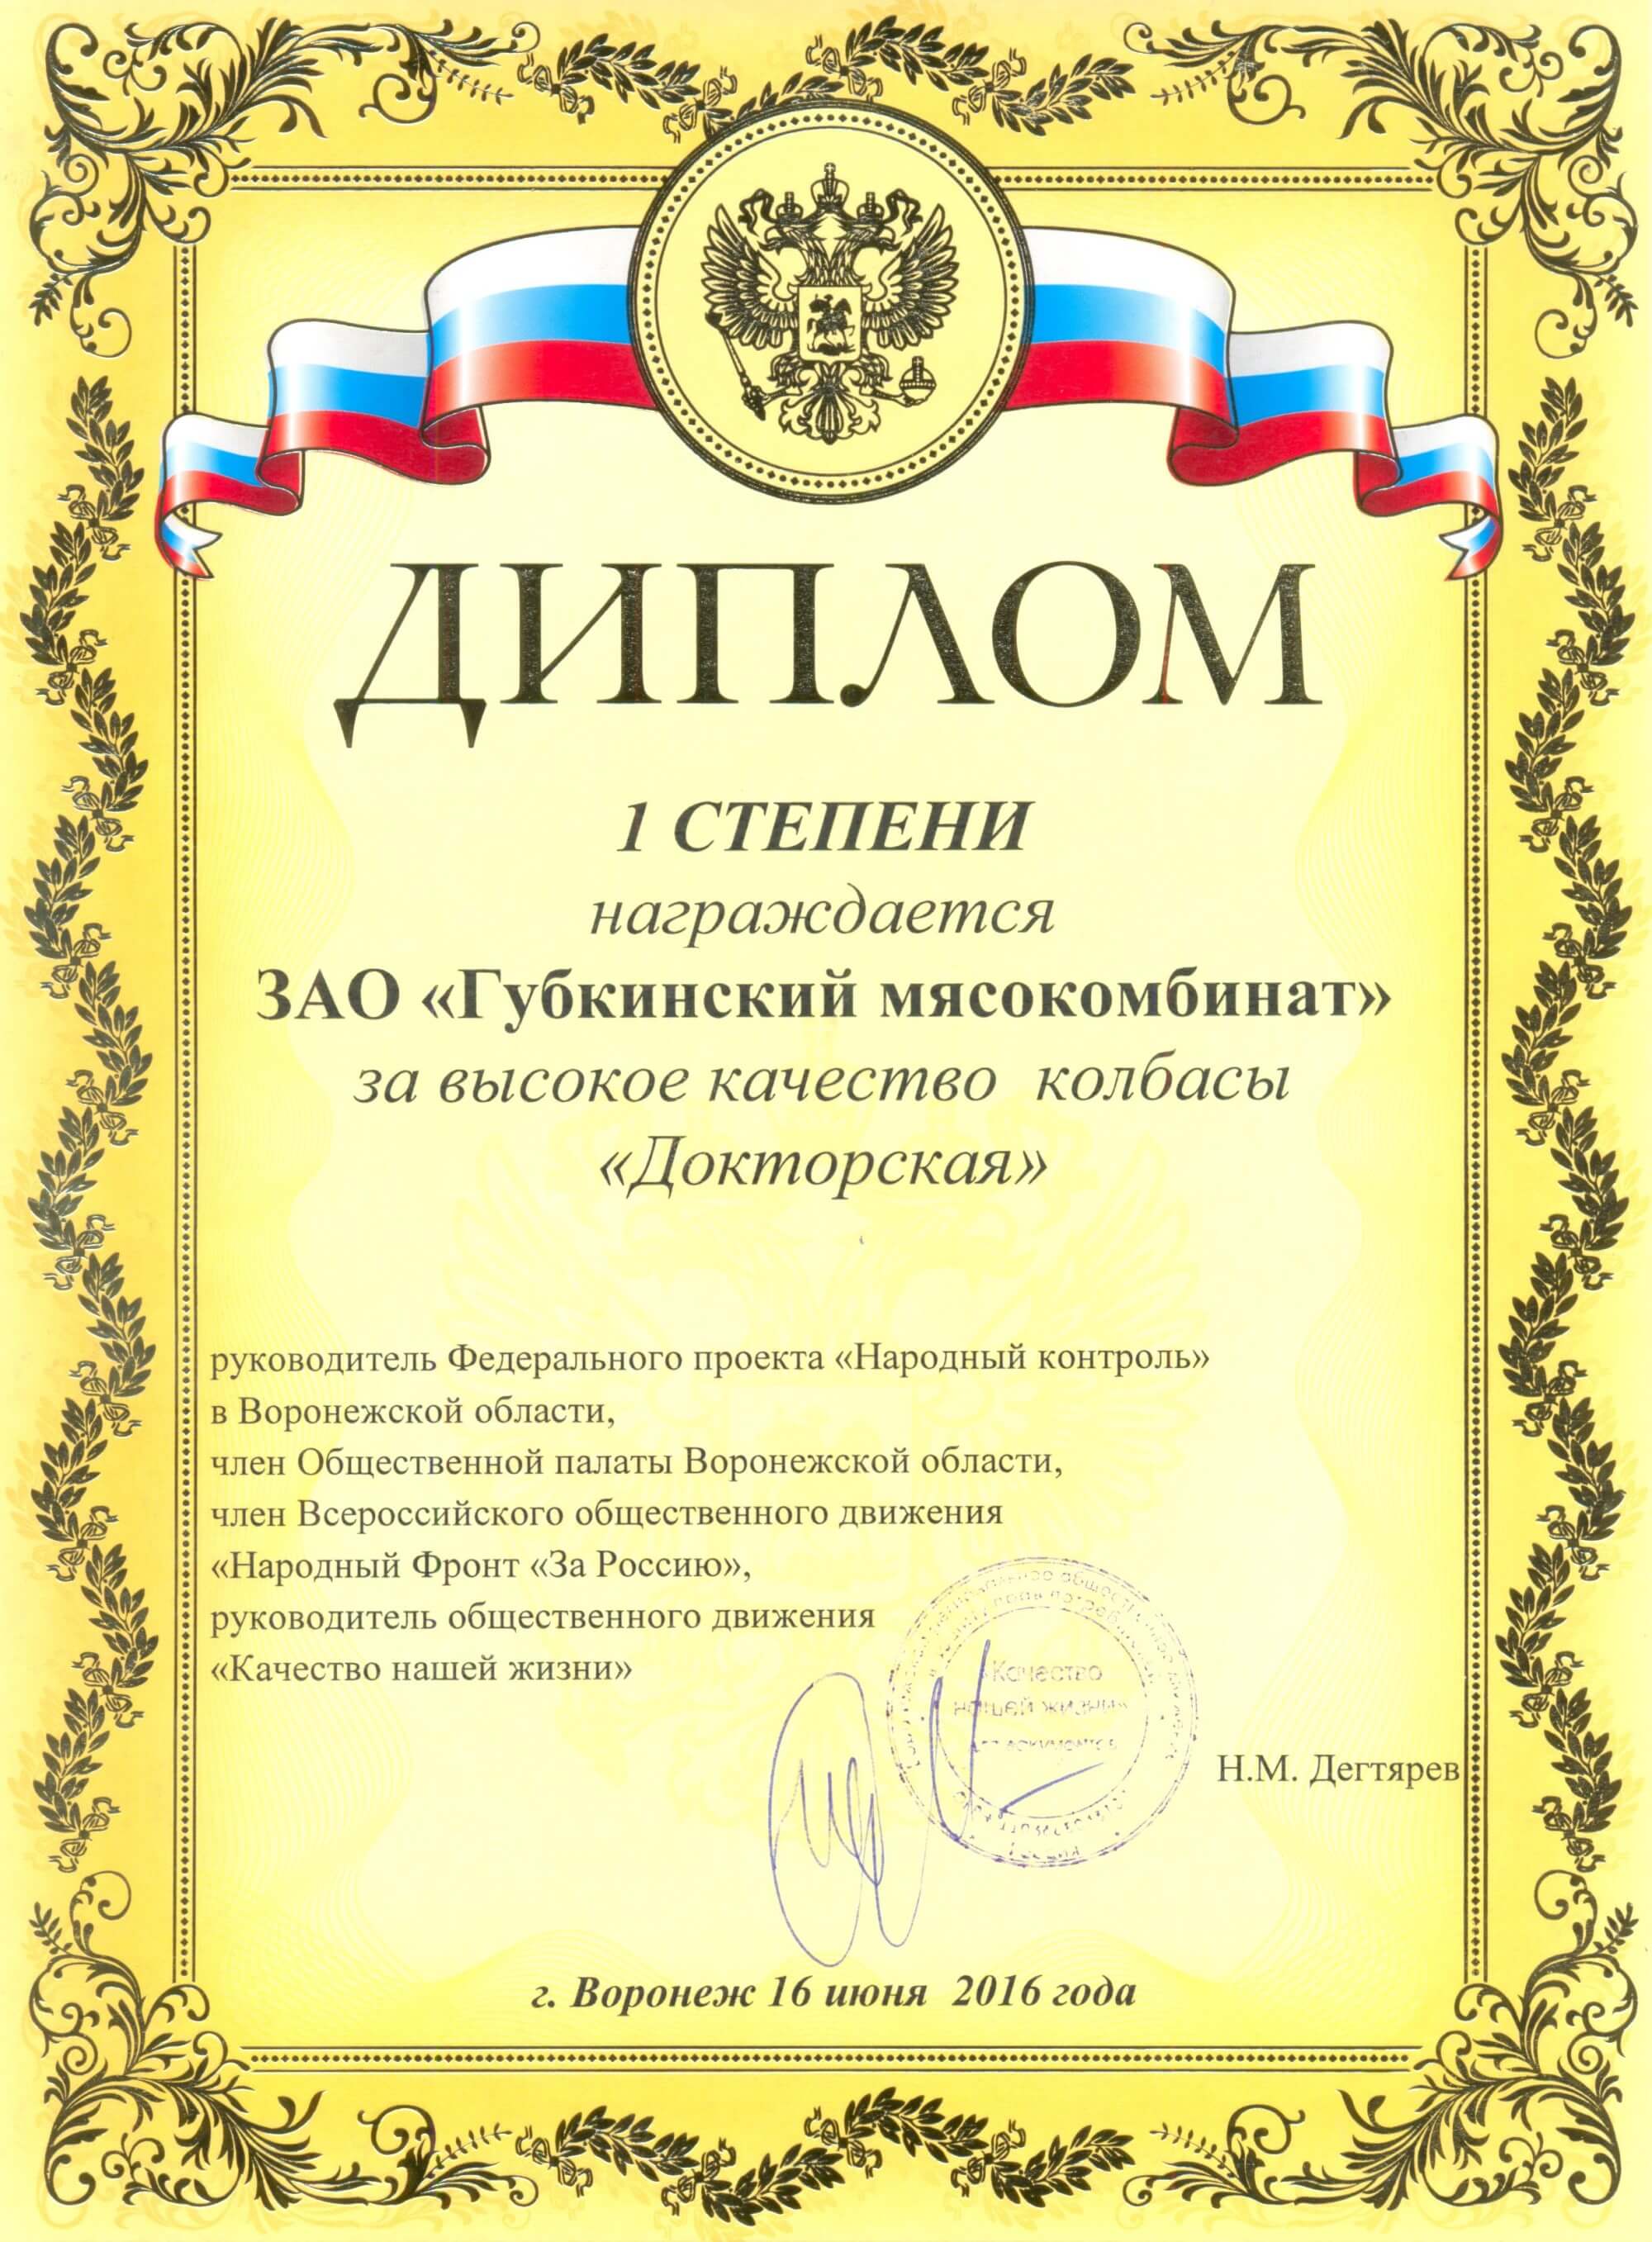 ДИПЛОМ
1 СТЕПЕНИ
награждается
ЗАО «Губкинский мясокомбинат»
за высокое качество колбасы
«Докторская»
руководитель Федерального проекта «Народный контроль»
в Воронежской области,
член Общественной палаты Воронежской области,
член Всероссийского общественного движения
«Народный Фронт «За Россию»,
руководитель общественного движения
«Качество нашей жизни»
«Качество
нашей жизни»
документов
Н.М. Дегтярев
г. Воронеж 16 июня 2016 года